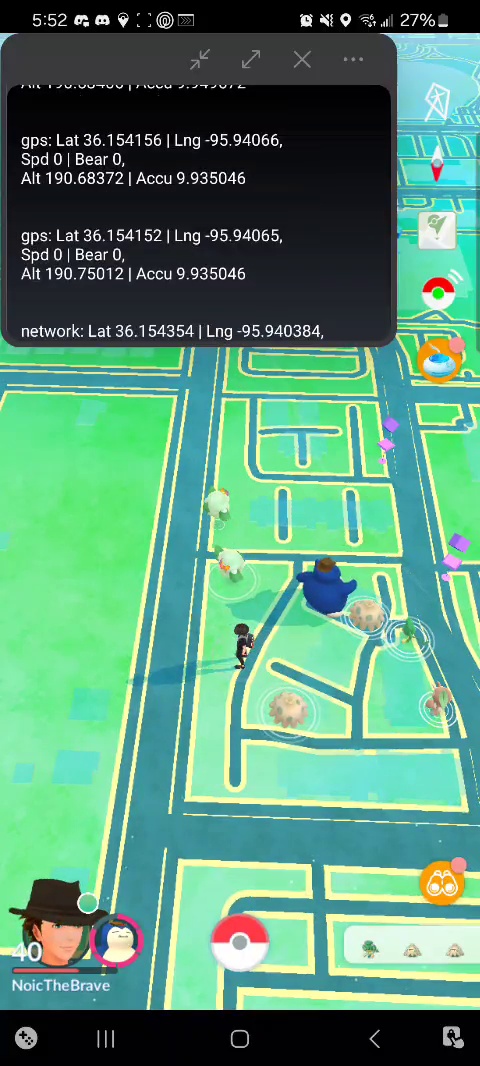 5:52
27%
gps: Lat 36.154156 | Lng -95.94066,
Spd 0 | Bear 0,
Alt 190.68372 | Accu 9.935046
gps: Lat 36.154152 | Lng -95.94065,
Spd 0 | Bear 0,
Alt 190.75012 | Accu 9.935046
network: Lat 36.154354 | Lng -95.940384,
40
NoicTheBrave